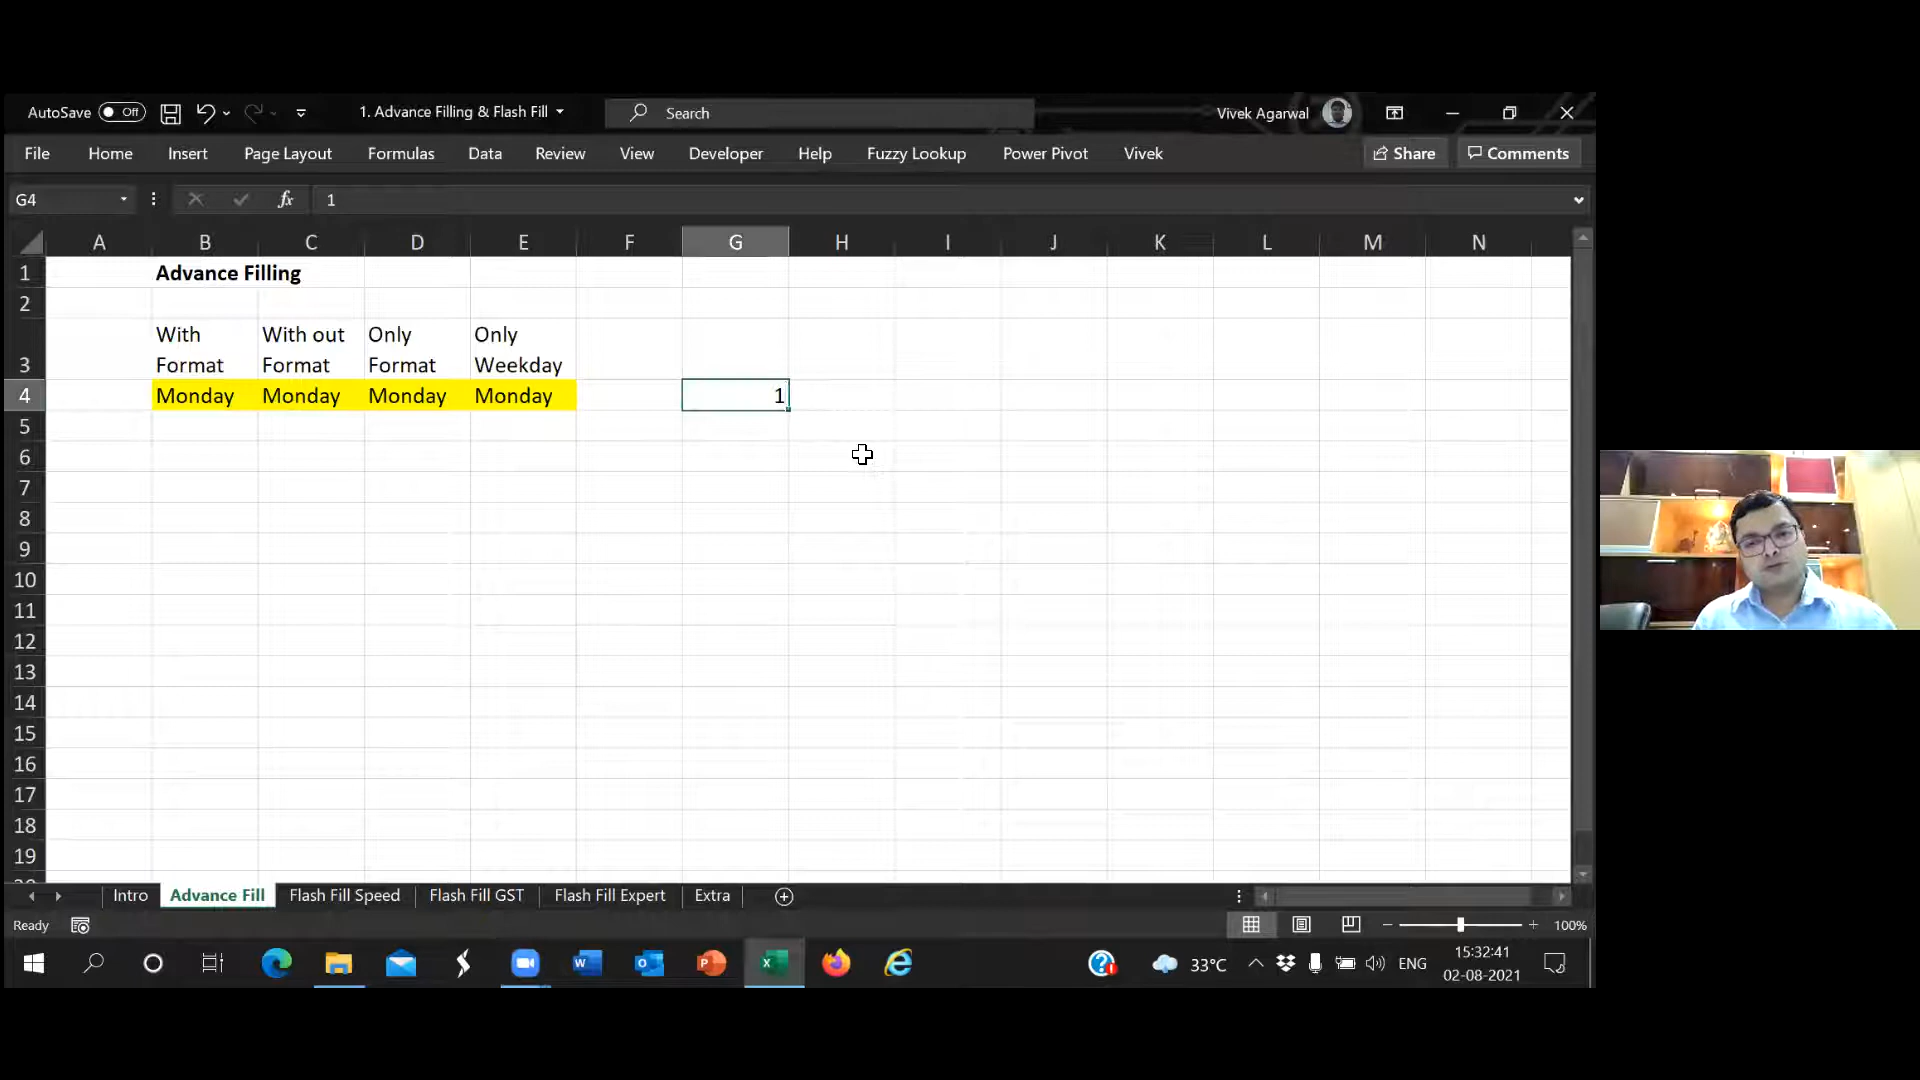 AutoSave Off 1. Advance Filling & Flash Fill Search Vivek Agarwal
File Home Insert Page Layout Formulas Data Review View Developer Help Fuzzy Lookup Power Pivot Vivek Share Comments
G4 fx 1
A B C D E F G H I J K L M N
1 Advance Filling
2
With With out Only Only
3 Format Format Format Weekday
4 Monday Monday Monday Monday 1
5
6
7
8
9
10
11
12
13
14
15
16
17
18
19
Intro Advance Fill Flash Fill Speed Flash Fill GST Flash Fill Expert Extra
Ready 100%
33°C ENG 15:32:41
02-08-2021